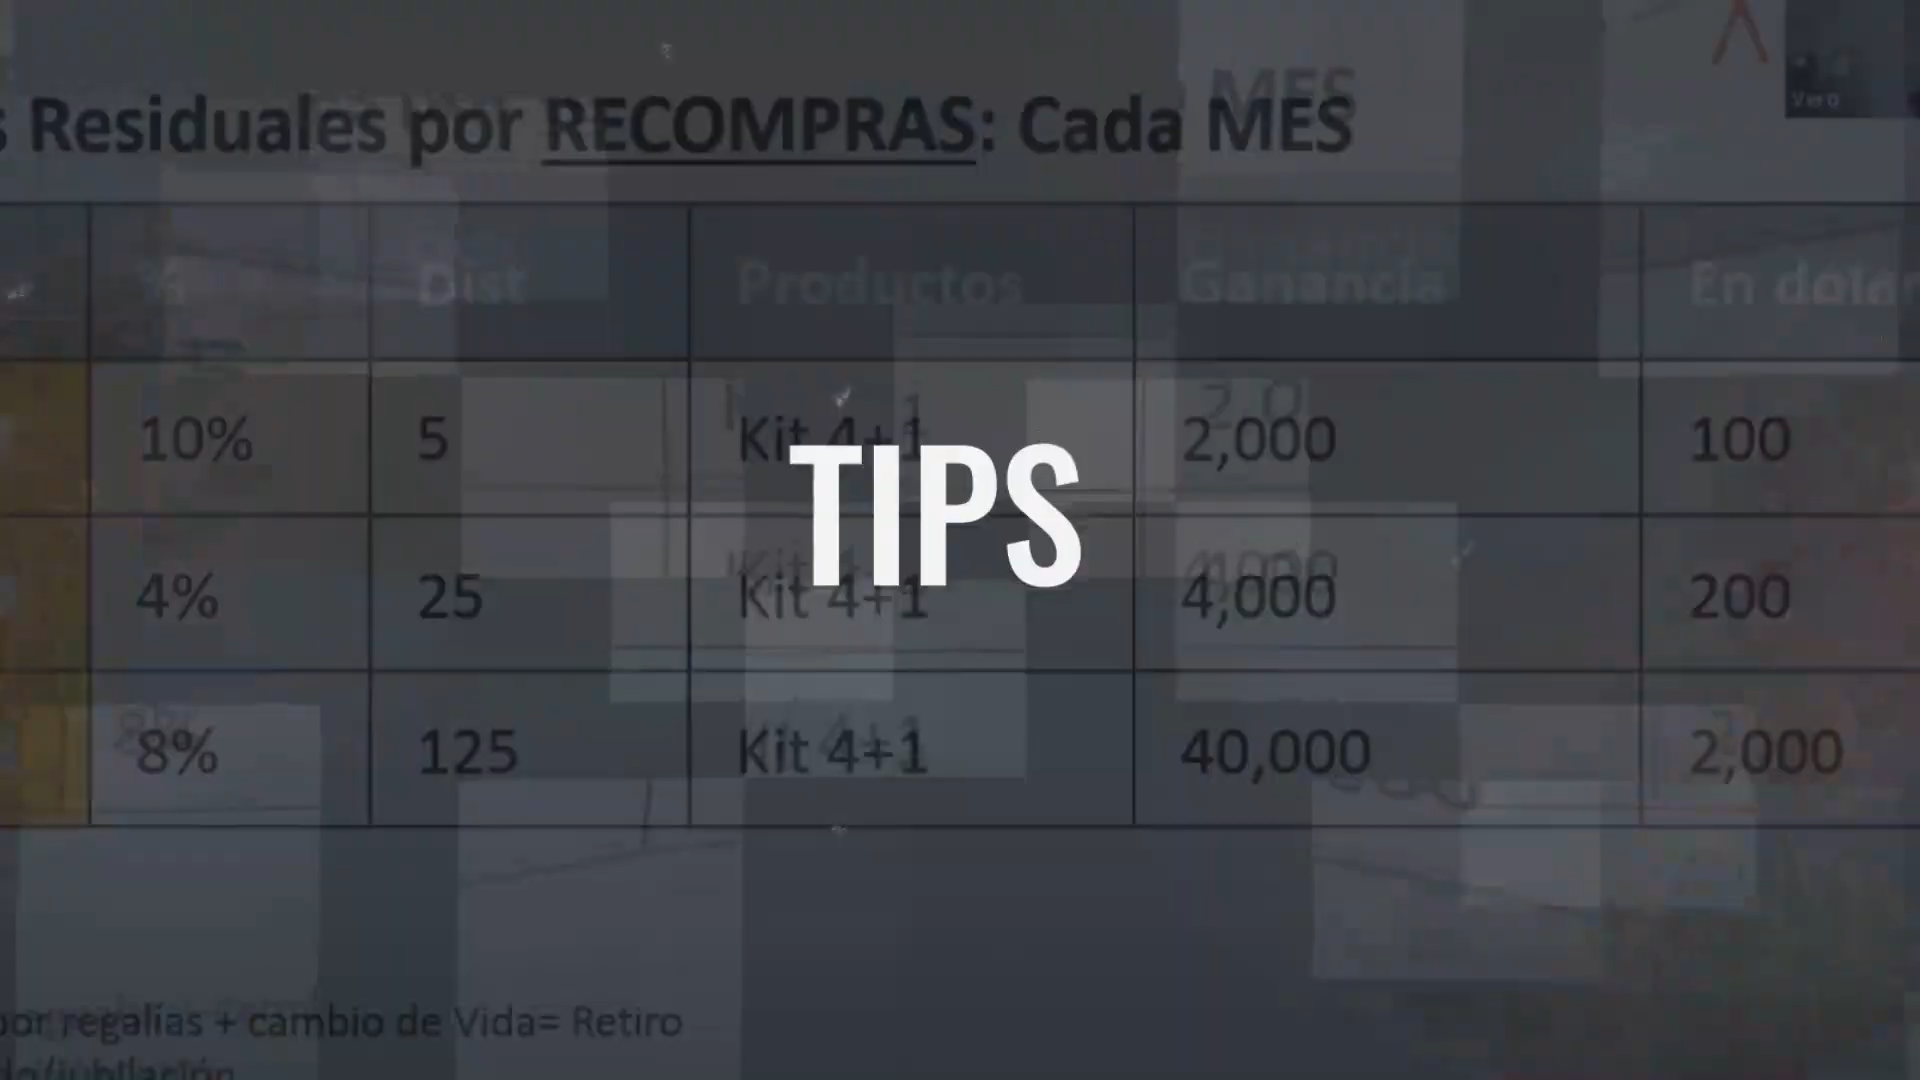 s Residuales por RECOMPRAS: Cada MES
Vero
% Dist Productos Ganancia En
10% 5 Kit 4+1 2,000 100
TIPS
4% 25 Kit 4+1 4,000 200
8% 125 Kit 4+1 40,000 2,000
por regalías + cambio de Vida= Retiro